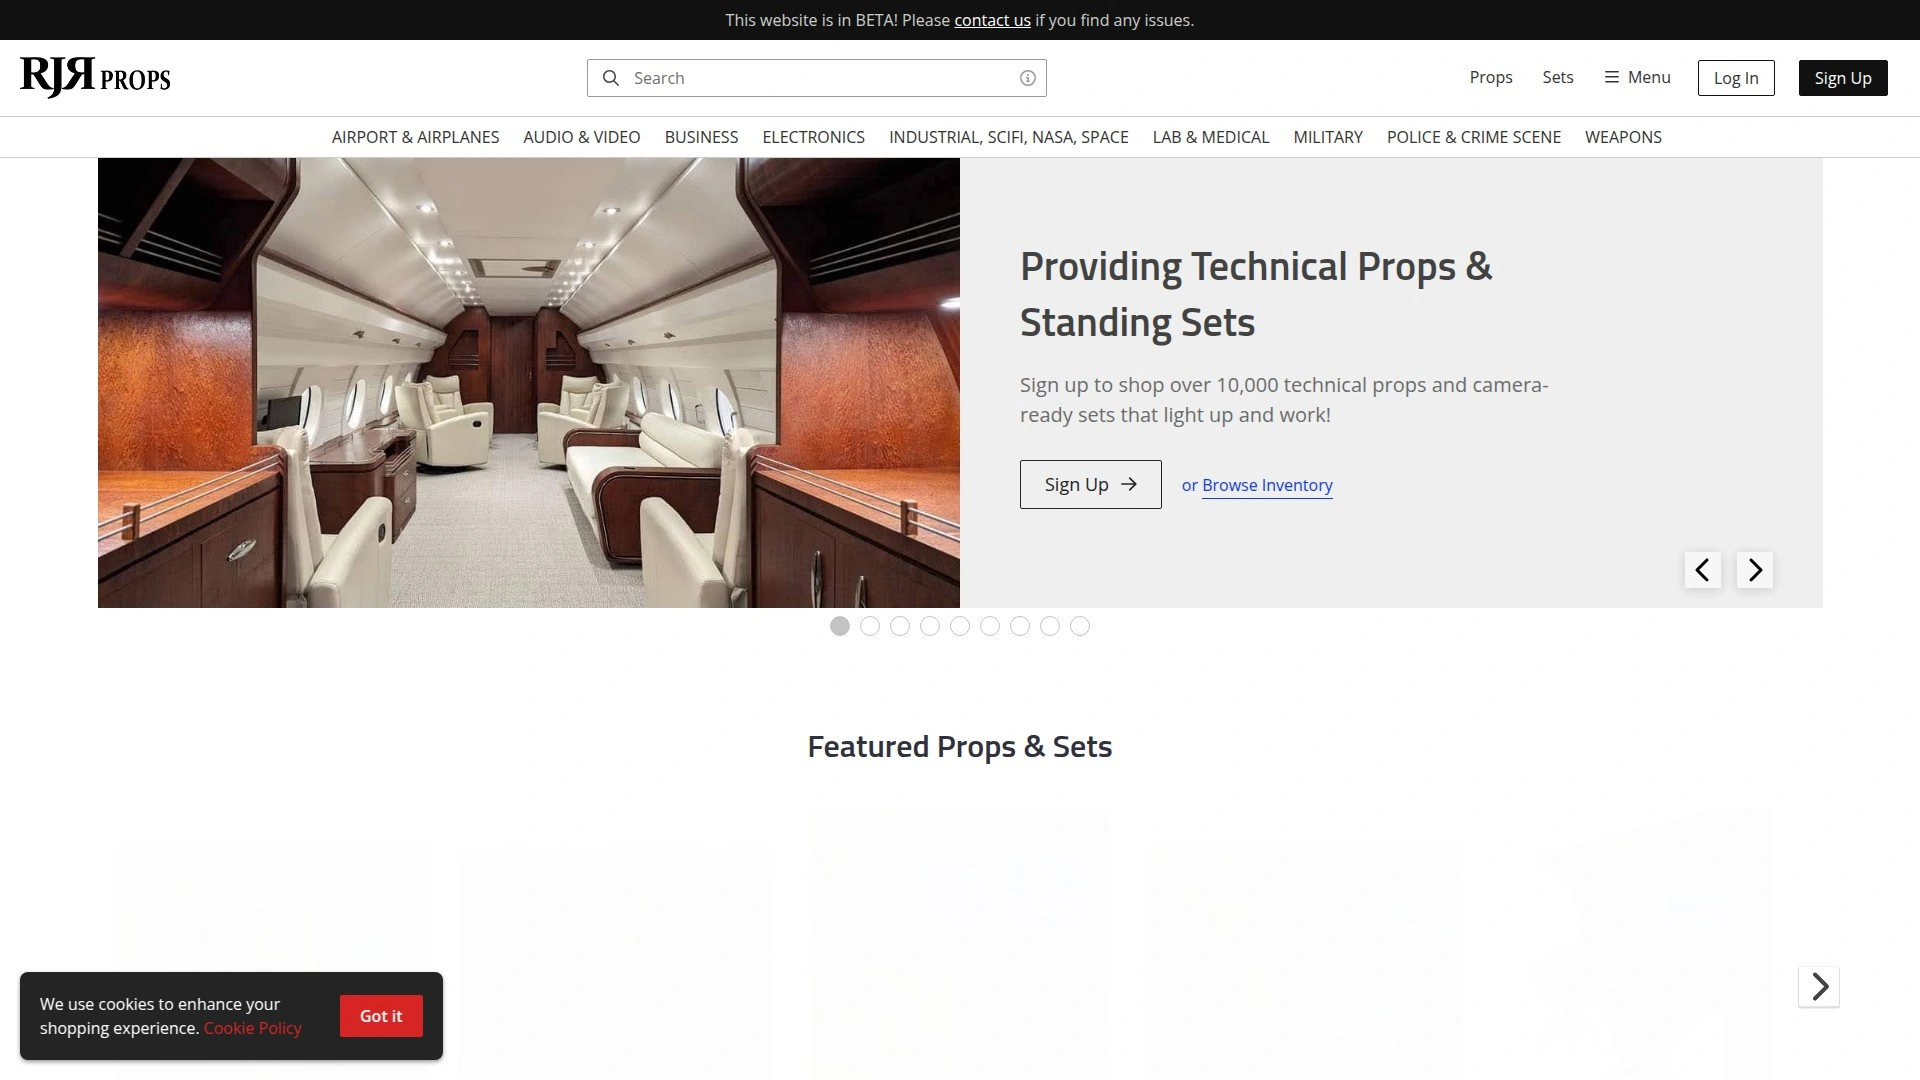 This website is in BETA! Please contact us if you find any issues.
RJR PROPS
Search
Props
Sets
Menu
Log In
Sign Up
AIRPORT & AIRPLANES
AUDIO & VIDEO
BUSINESS
ELECTRONICS
INDUSTRIAL, SCIFI, NASA, SPACE
LAB & MEDICAL
MILITARY
POLICE & CRIME SCENE
WEAPONS
Providing Technical Props &
Standing Sets
Sign up to shop over 10,000 technical props and camera-
ready sets that light up and work!
Sign Up
or Browse Inventory
Featured Props & Sets
We use cookies to enhance your
shopping experience. Cookie Policy
Got it